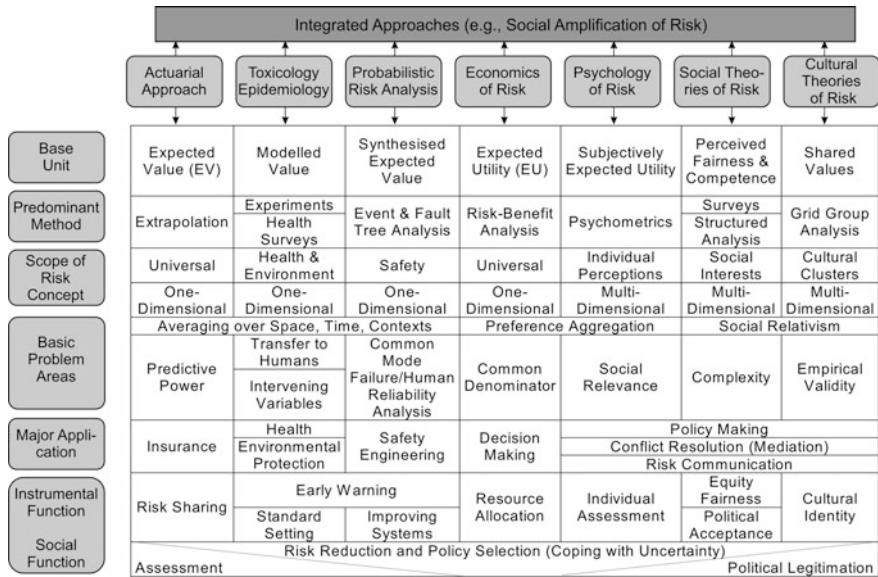 Integrated Approaches (e.g., Social Amplification of Risk)
Actuarial
Approach
Toxicology
Epidemiology
Probabilistic
Risk Analysis
Economics
of Risk
Psychology
of Risk
Social Theo-
ries of Risk
Cultural
Theories
of Risk
Base
Unit
Expected
Value (EV)
Modelled
Value
Synthesised
Expected
Value
Expected
Utility (EU)
Subjectively
Expected Utility
Perceived
Fairness &
Competence
Shared
Values
Predominant
Method
Extrapolation
Experiments
Health
Surveys
Event & Fault
Tree Analysis
Risk-Benefit
Analysis
Psychometrics
Surveys
Structured
Analysis
Grid Group
Analysis
Scope of
Risk
Concept
Universal
Health &
Environment
Safety
Universal
Individual
Perceptions
Social
Interests
Cultural
Clusters
One-
Dimensional
One-
Dimensional
One-
Dimensional
One-
Dimensional
Multi-
Dimensional
Multi-
Dimensional
Multi-
Dimensional
Basic
Problem
Areas
Averaging over Space, Time, Contexts
Preference Aggregation
Social Relativism
Predictive
Power
Transfer to
Humans
Intervening
Variables
Common
Mode
Failure/Human
Reliability
Analysis
Common
Denominator
Social
Relevance
Complexity
Empirical
Validity
Major Appli-
cation
Insurance
Health
Environmental
Protection
Safety
Engineering
Decision
Making
Policy Making
Conflict Resolution (Mediation)
Risk Communication
Instrumental
Function
Social
Function
Risk Sharing
Early Warning
Standard
Setting
Improving
Systems
Resource
Allocation
Individual
Assessment
Equity
Fairness
Political
Acceptance
Cultural
Identity
Risk Reduction and Policy Selection (Coping with Uncertainty)
Assessment
Political Legitimation